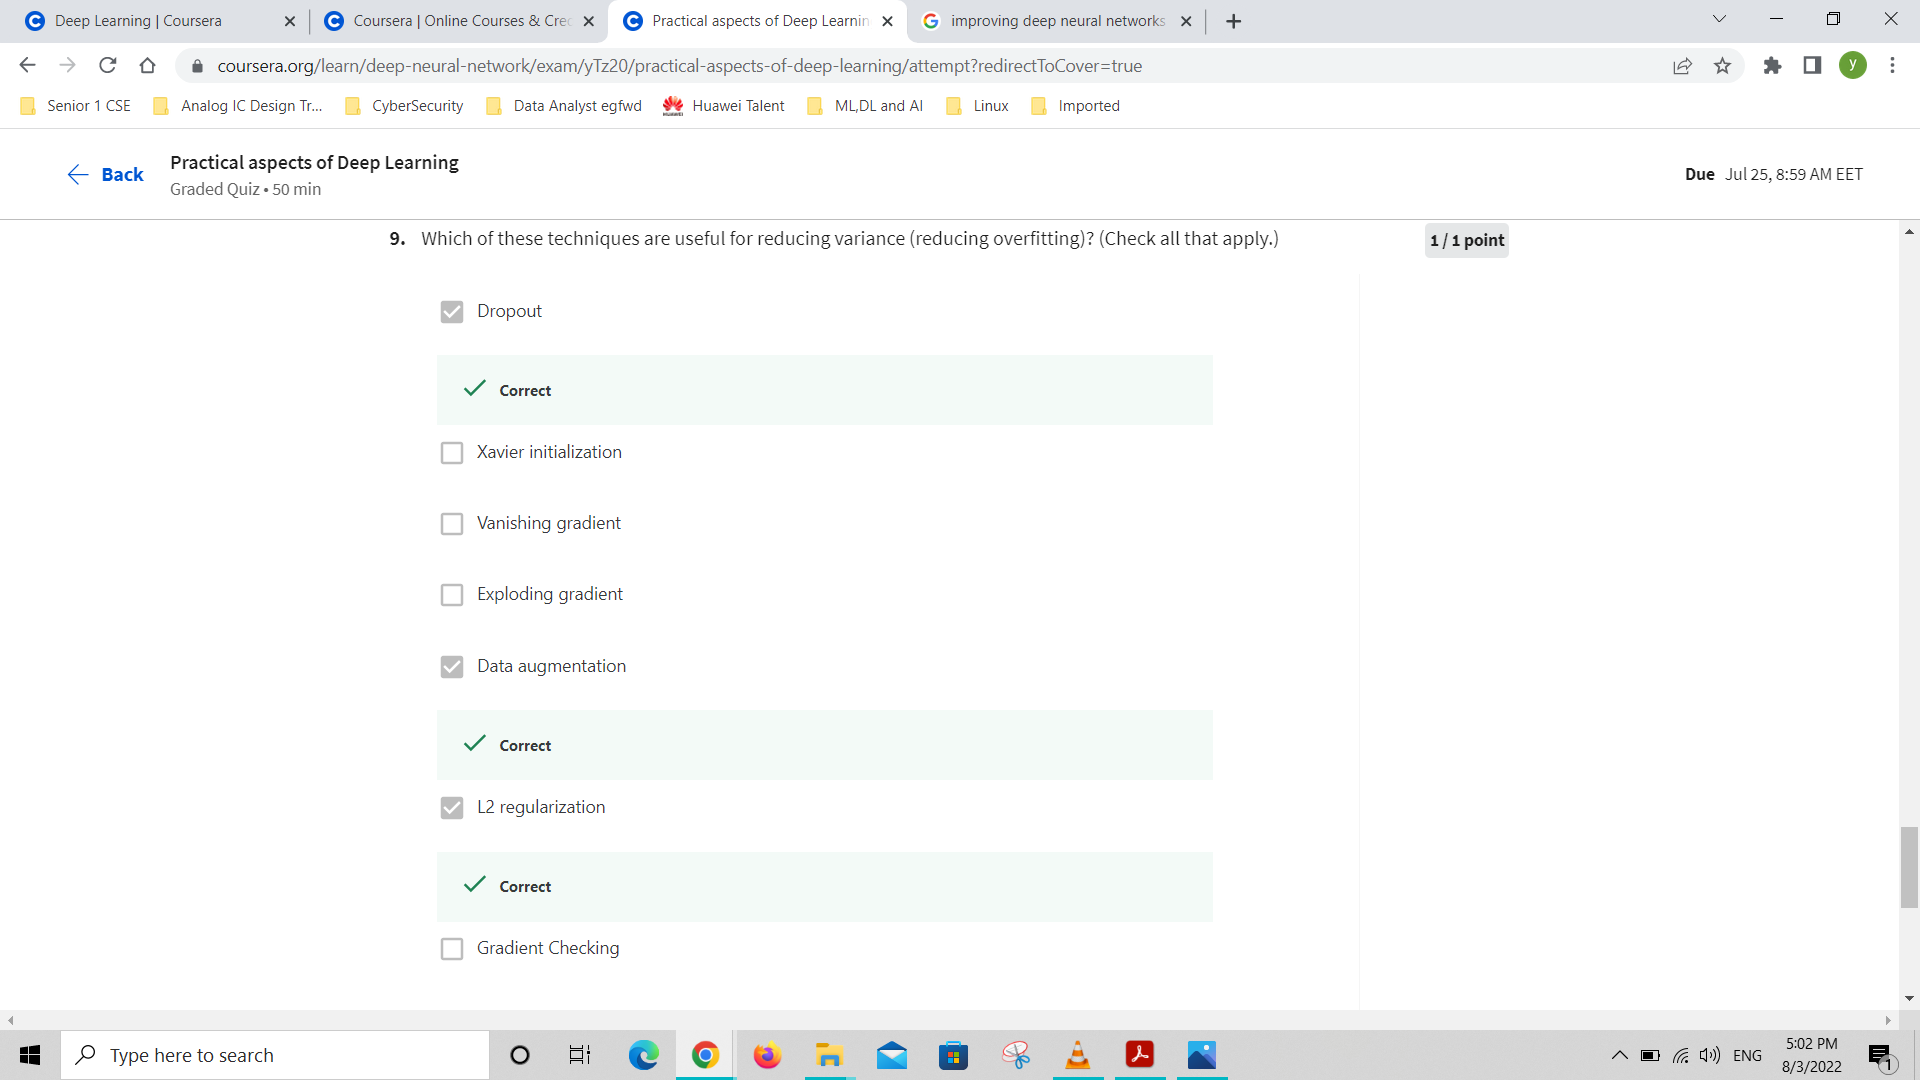 Deep Learning | Coursera
Coursera | Online Courses & Crec
Practical aspects of Deep Learnin
improving deep neural networks
coursera.org/learn/deep-neural-network/exam/yTz20/practical-aspects-of-deep-learning/attempt?redirectToCover=true
y
Senior 1 CSE
Analog IC Design Tr...
CyberSecurity
Data Analyst egfwd
Huawei Talent
ML,DL and AI
Linux
Imported
Back
Practical aspects of Deep Learning
Graded Quiz • 50 min
Due Jul 25, 8:59 AM EET
9. Which of these techniques are useful for reducing variance (reducing overfitting)? (Check all that apply.)
1 / 1 point
Dropout
Correct
Xavier initialization
Vanishing gradient
Exploding gradient
Data augmentation
Correct
L2 regularization
Correct
Gradient Checking
Type here to search
ENG
5:02 PM
8/3/2022
1